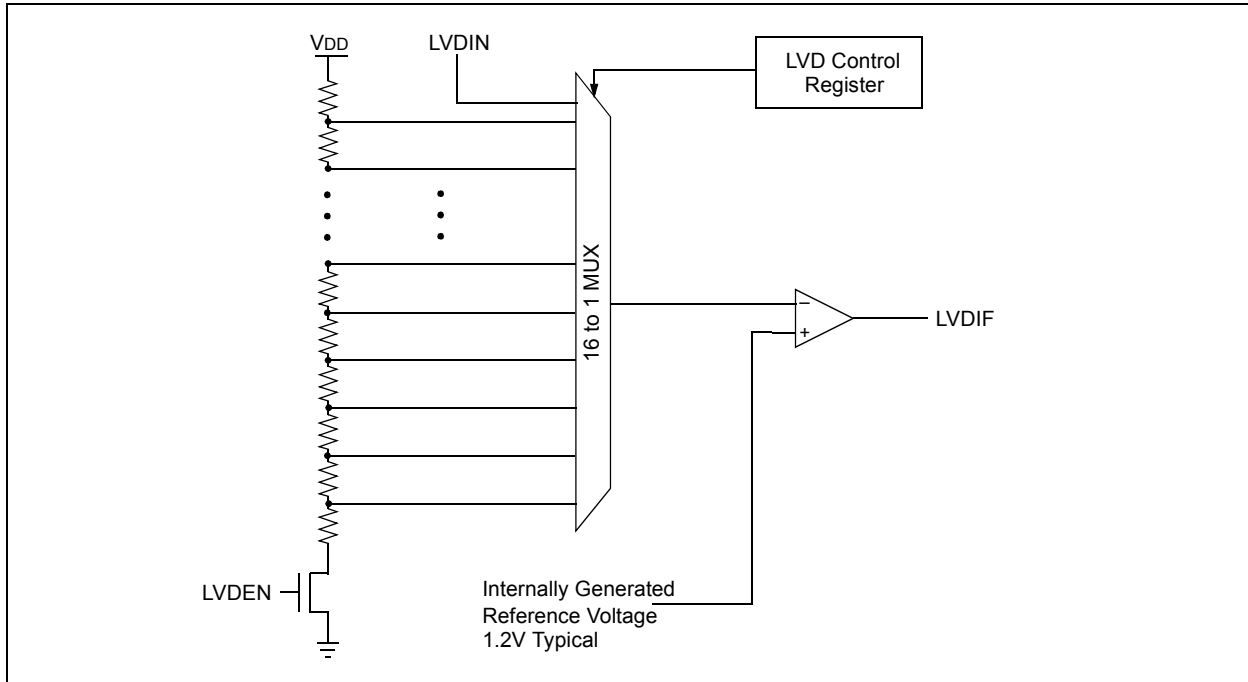 VDD
LVDIN
LVD Control
Register
16 to 1 MUX
–
+
LVDIF
LVDEN
Internally Generated
Reference Voltage
1.2V Typical